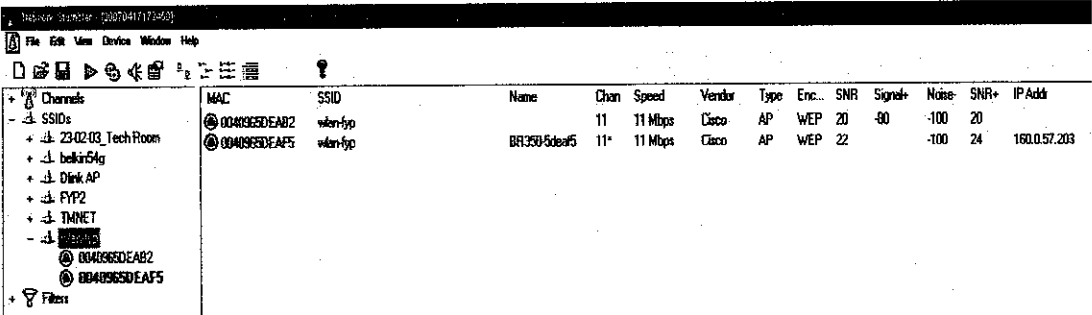 Network Stumbler - [20070417172460]
File Edit View Device Window Help
Channels
SSIDs
23-02-03_Tech Room
belkin54g
Dlink AP
FYP2
TMNET
0040965DEAB2
0040965DEAF5
Filters
MAC SSID Name Chan Speed Vendor Type Enc... SNR Signal+ Noise- SNR+ IP Addr
0040965DEAB2 wlan-fyp 11 11 Mbps Cisco AP WEP 20 -80 -100 20
0040965DEAF5 wlan-fyp BR350-5deaf5 11* 11 Mbps Cisco AP WEP 22 -100 24 160.0.57.203